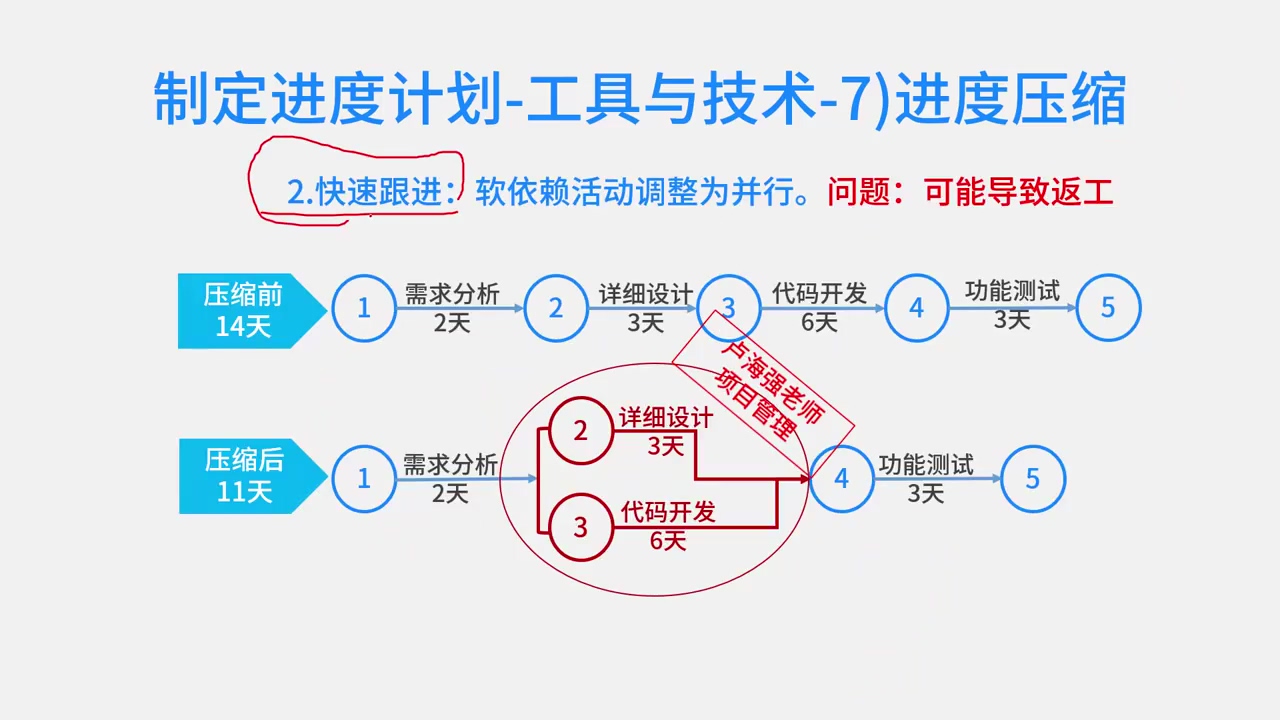 制定进度计划-工具与技术-7)进度压缩
2.快速跟进：软依赖活动调整为并行。问题：可能导致返工
压缩前
14天
1
需求分析
2天
2
详细设计
3天
3
代码开发
6天
4
功能测试
3天
5
卢海强老师
项目管理
压缩后
11天
1
需求分析
2天
2
详细设计
3天
3
代码开发
6天
4
功能测试
3天
5